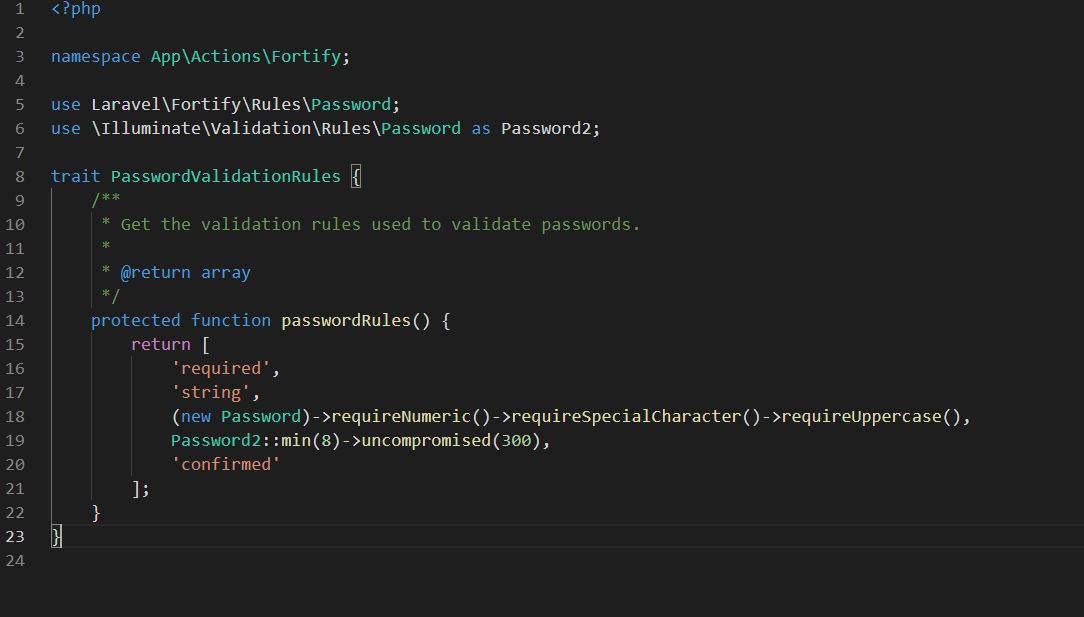 1 <?php
2
3 namespace App\Actions\Fortify;
4
5 use Laravel\Fortify\Rules\Password;
6 use \Illuminate\Validation\Rules\Password as Password2;
7
8 trait PasswordValidationRules {
9     /**
10      * Get the validation rules used to validate passwords.
11      *
12      * @return array
13      */
14     protected function passwordRules() {
15         return [
16             'required',
17             'string',
18             (new Password)->requireNumeric()->requireSpecialCharacter()->requireUppercase(),
19             Password2::min(8)->uncompromised(300),
20             'confirmed'
21         ];
22     }
23 }
24